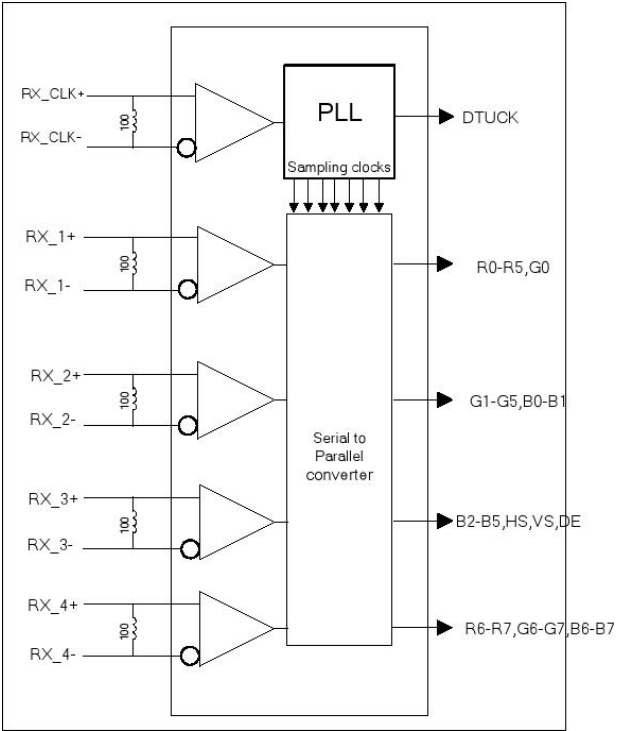 RX_CLK+
100
RX_CLK-
PLL
Sampling clocks
DTUCK
RX_1+
100
RX_1-
R0-R5,G0
RX_2+
100
RX_2-
G1-G5,B0-B1
Serial to
Parallel
converter
RX_3+
100
RX_3-
B2-B5,HS,VS,DE
RX_4+
100
RX_4-
R6-R7,G6-G7,B6-B7